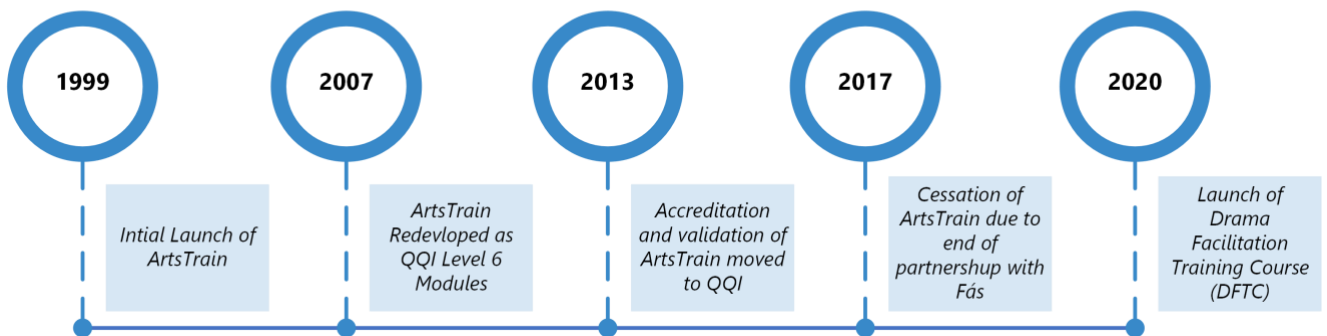 1999
2007
2013
2017
2020
Intial Launch of
ArtsTrain
ArtsTrain
Redevloped as
QQI Level 6
Modules
Accreditation
and validation of
ArtsTrain moved
to QQI
Cessation of
ArtsTrain due to
end of
partnershup with
Fás
Launch of
Drama
Facilitation
Training Course
(DFTC)